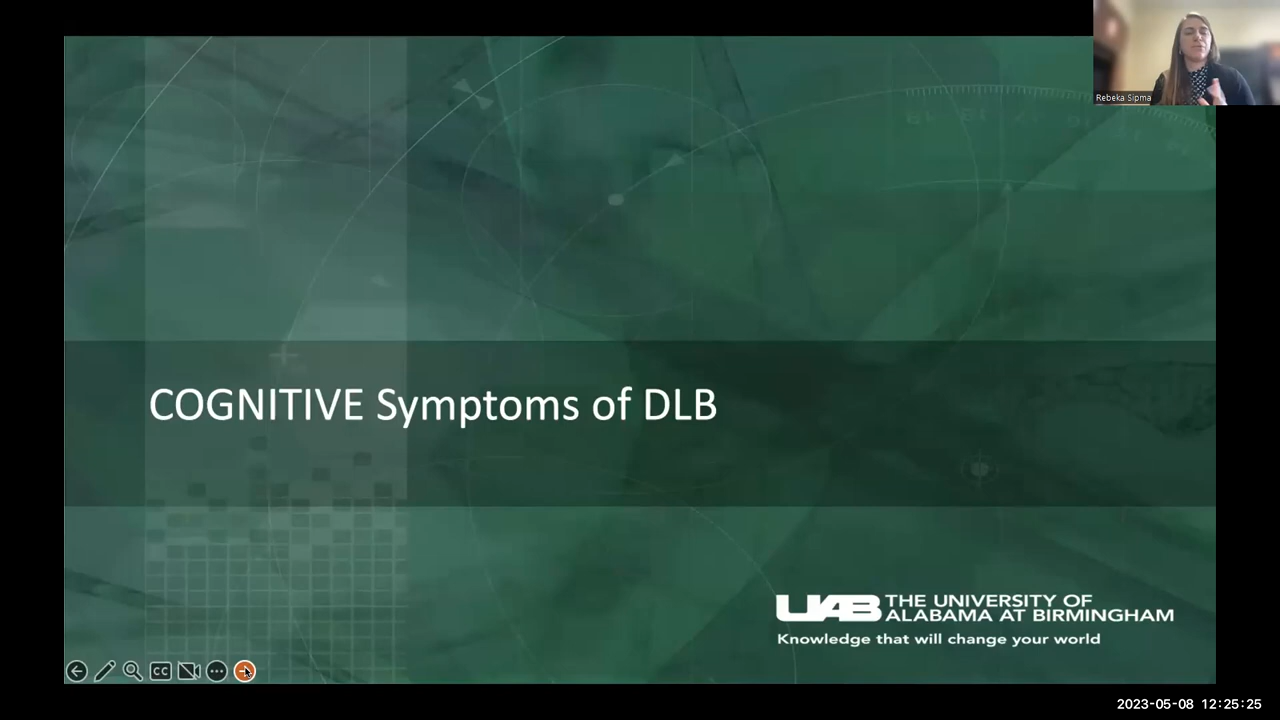 Rebeka Sipma
COGNITIVE Symptoms of DLB
UAB THE UNIVERSITY OF
ALABAMA AT BIRMINGHAM
Knowledge that will change your world
CC
2023-05-08 12:25:25